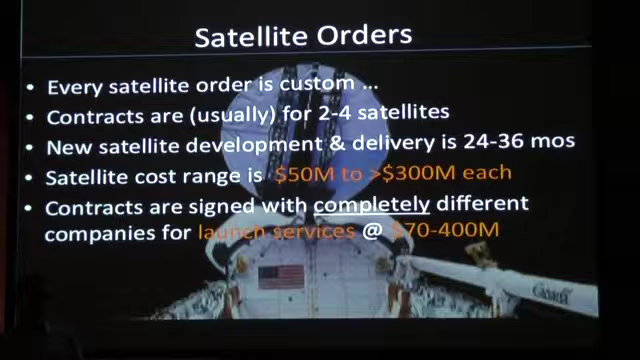 Satellite Orders
• Every satellite order is custom ...
• Contracts are (usually) for 2-4 satellites
• New satellite development & delivery is 24-36 mos
• Satellite cost range is $50M to >$300M each
• Contracts are signed with completely different
companies for launch services @ $70-400M
Canada